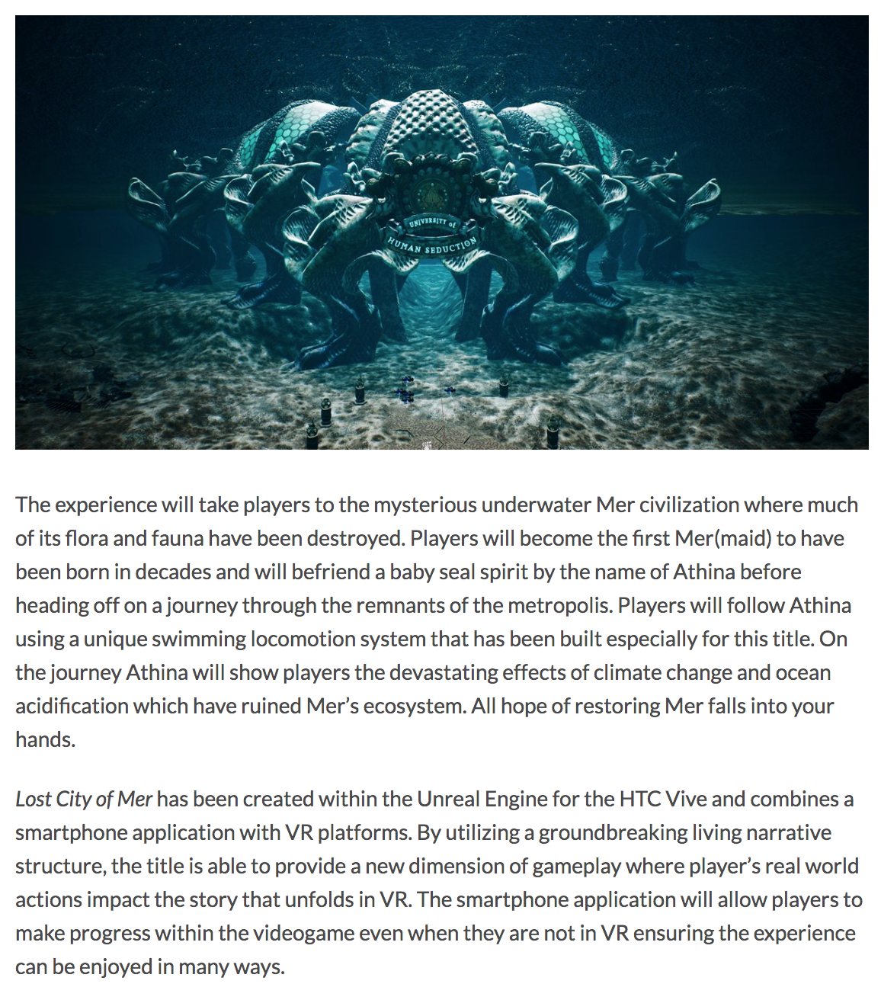 UNIVERSITY of
HUMAN SEDUCTION
The experience will take players to the mysterious underwater Mer civilization where much
of its flora and fauna have been destroyed. Players will become the first Mer(maid) to have
been born in decades and will befriend a baby seal spirit by the name of Athina before
heading off on a journey through the remnants of the metropolis. Players will follow Athina
using a unique swimming locomotion system that has been built especially for this title. On
the journey Athina will show players the devastating effects of climate change and ocean
acidification which have ruined Mer’s ecosystem. All hope of restoring Mer falls into your
hands.
Lost City of Mer has been created within the Unreal Engine for the HTC Vive and combines a
smartphone application with VR platforms. By utilizing a groundbreaking living narrative
structure, the title is able to provide a new dimension of gameplay where player’s real world
actions impact the story that unfolds in VR. The smartphone application will allow players to
make progress within the videogame even when they are not in VR ensuring the experience
can be enjoyed in many ways.